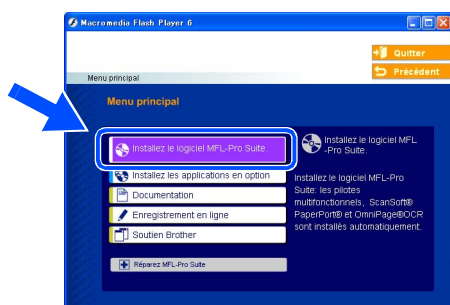 Macromedia Flash Player 6
Quitter
Précédent
Menu principal
Menu principal
Installez le logiciel MFL-Pro Suite.
Installez les applications en option
Documentation
Enregistrement en ligne
Soutien Brother
Réparez MFL-Pro Suite
Installez le logiciel MFL
-Pro Suite.
Installez le logiciel MFL-Pro
Suite: les pilotes
multifonctionnels, ScanSoft®
PaperPort® et OmniPage®OCR
sont installés automatiquement.